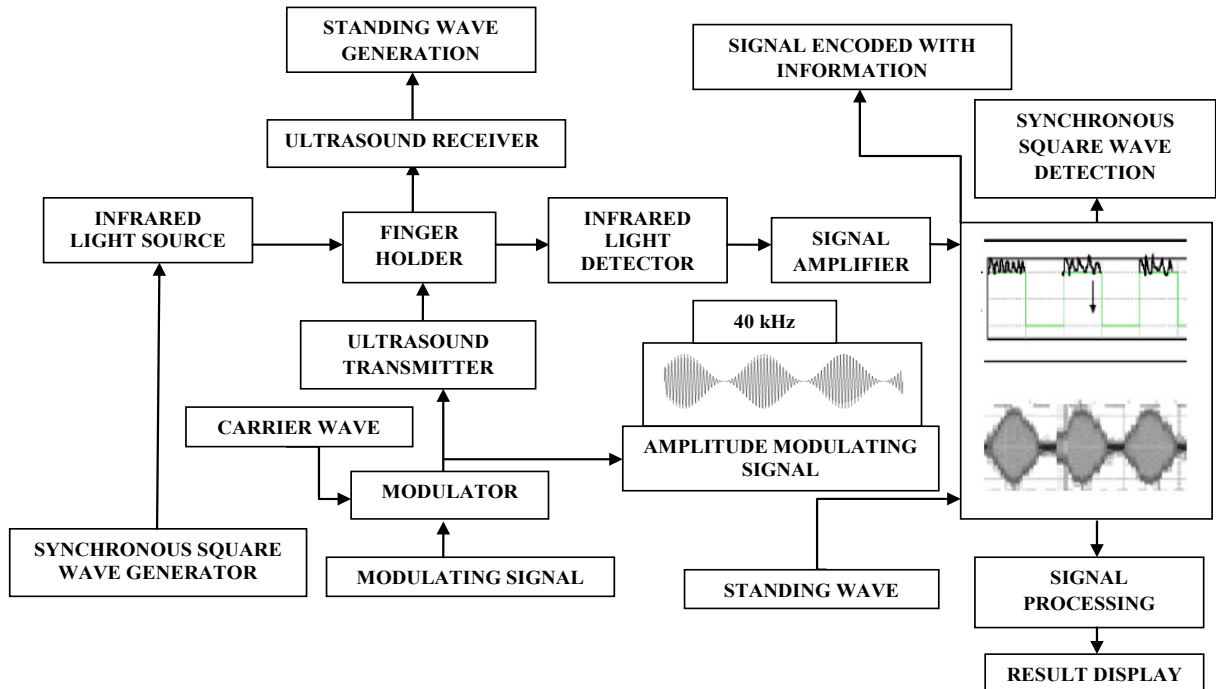 STANDING WAVE
GENERATION
SIGNAL ENCODED WITH
INFORMATION
ULTRASOUND RECEIVER
SYNCHRONOUS
SQUARE WAVE
DETECTION
INFRARED
LIGHT SOURCE
FINGER
HOLDER
INFRARED
LIGHT
DETECTOR
SIGNAL
AMPLIFIER
40 kHz
ULTRASOUND
TRANSMITTER
CARRIER WAVE
AMPLITUDE MODULATING
SIGNAL
MODULATOR
SYNCHRONOUS SQUARE
WAVE GENERATOR
MODULATING SIGNAL
STANDING WAVE
SIGNAL
PROCESSING
RESULT DISPLAY